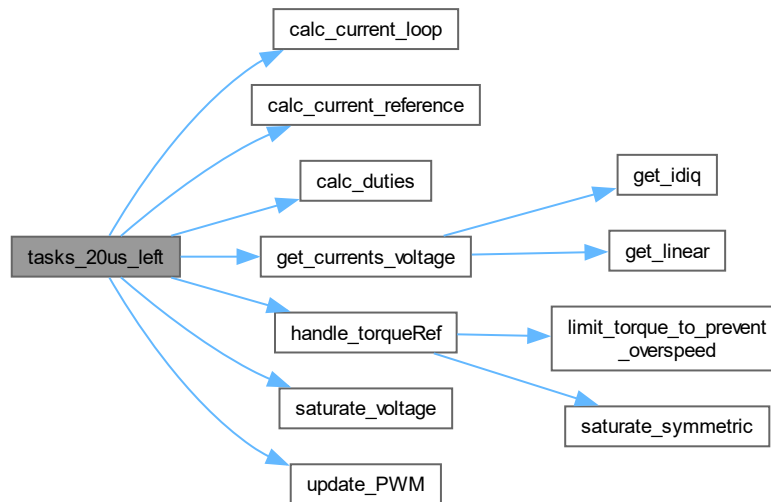 calc_current_loop
calc_current_reference
calc_duties
get_idiq
tasks_20us_left
get_currents_voltage
get_linear
handle_torqueRef
limit_torque_to_prevent
_overspeed
saturate_voltage
saturate_symmetric
update_PWM